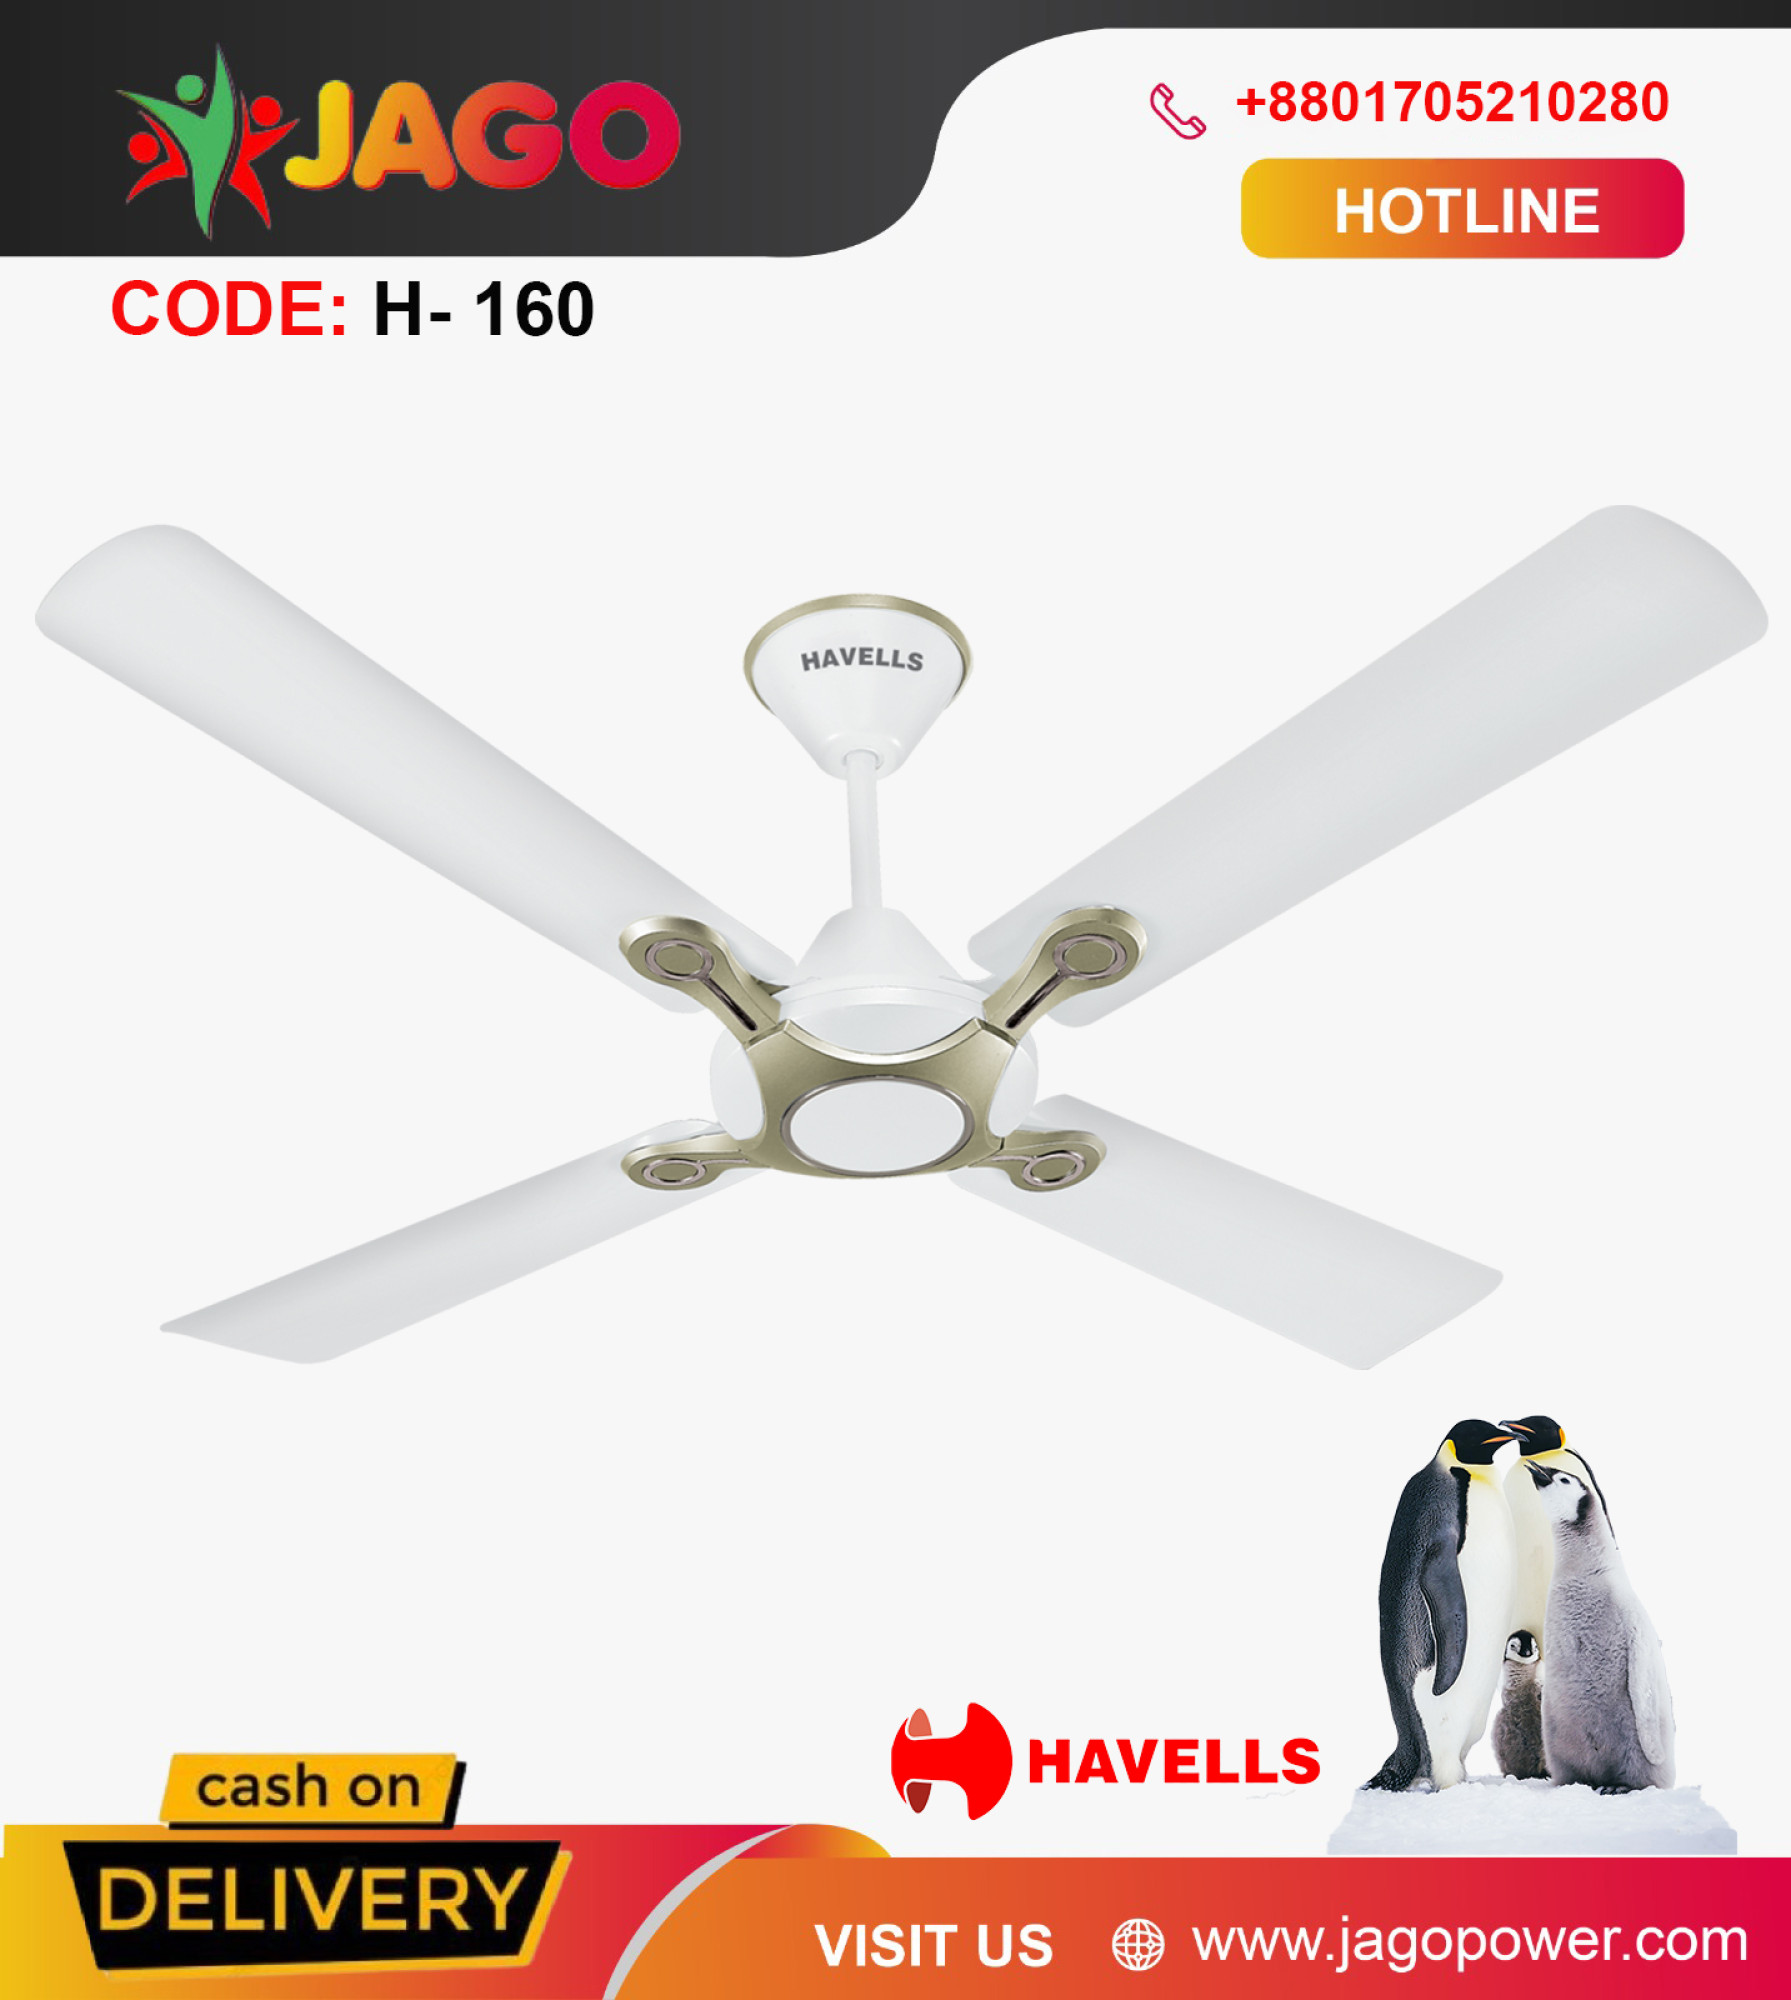 JAGO
+8801705210280
HOTLINE
CODE: H- 160
HAVELLS
HAVELLS
cash on
DELIVERY
VISIT US www.jagopower.com